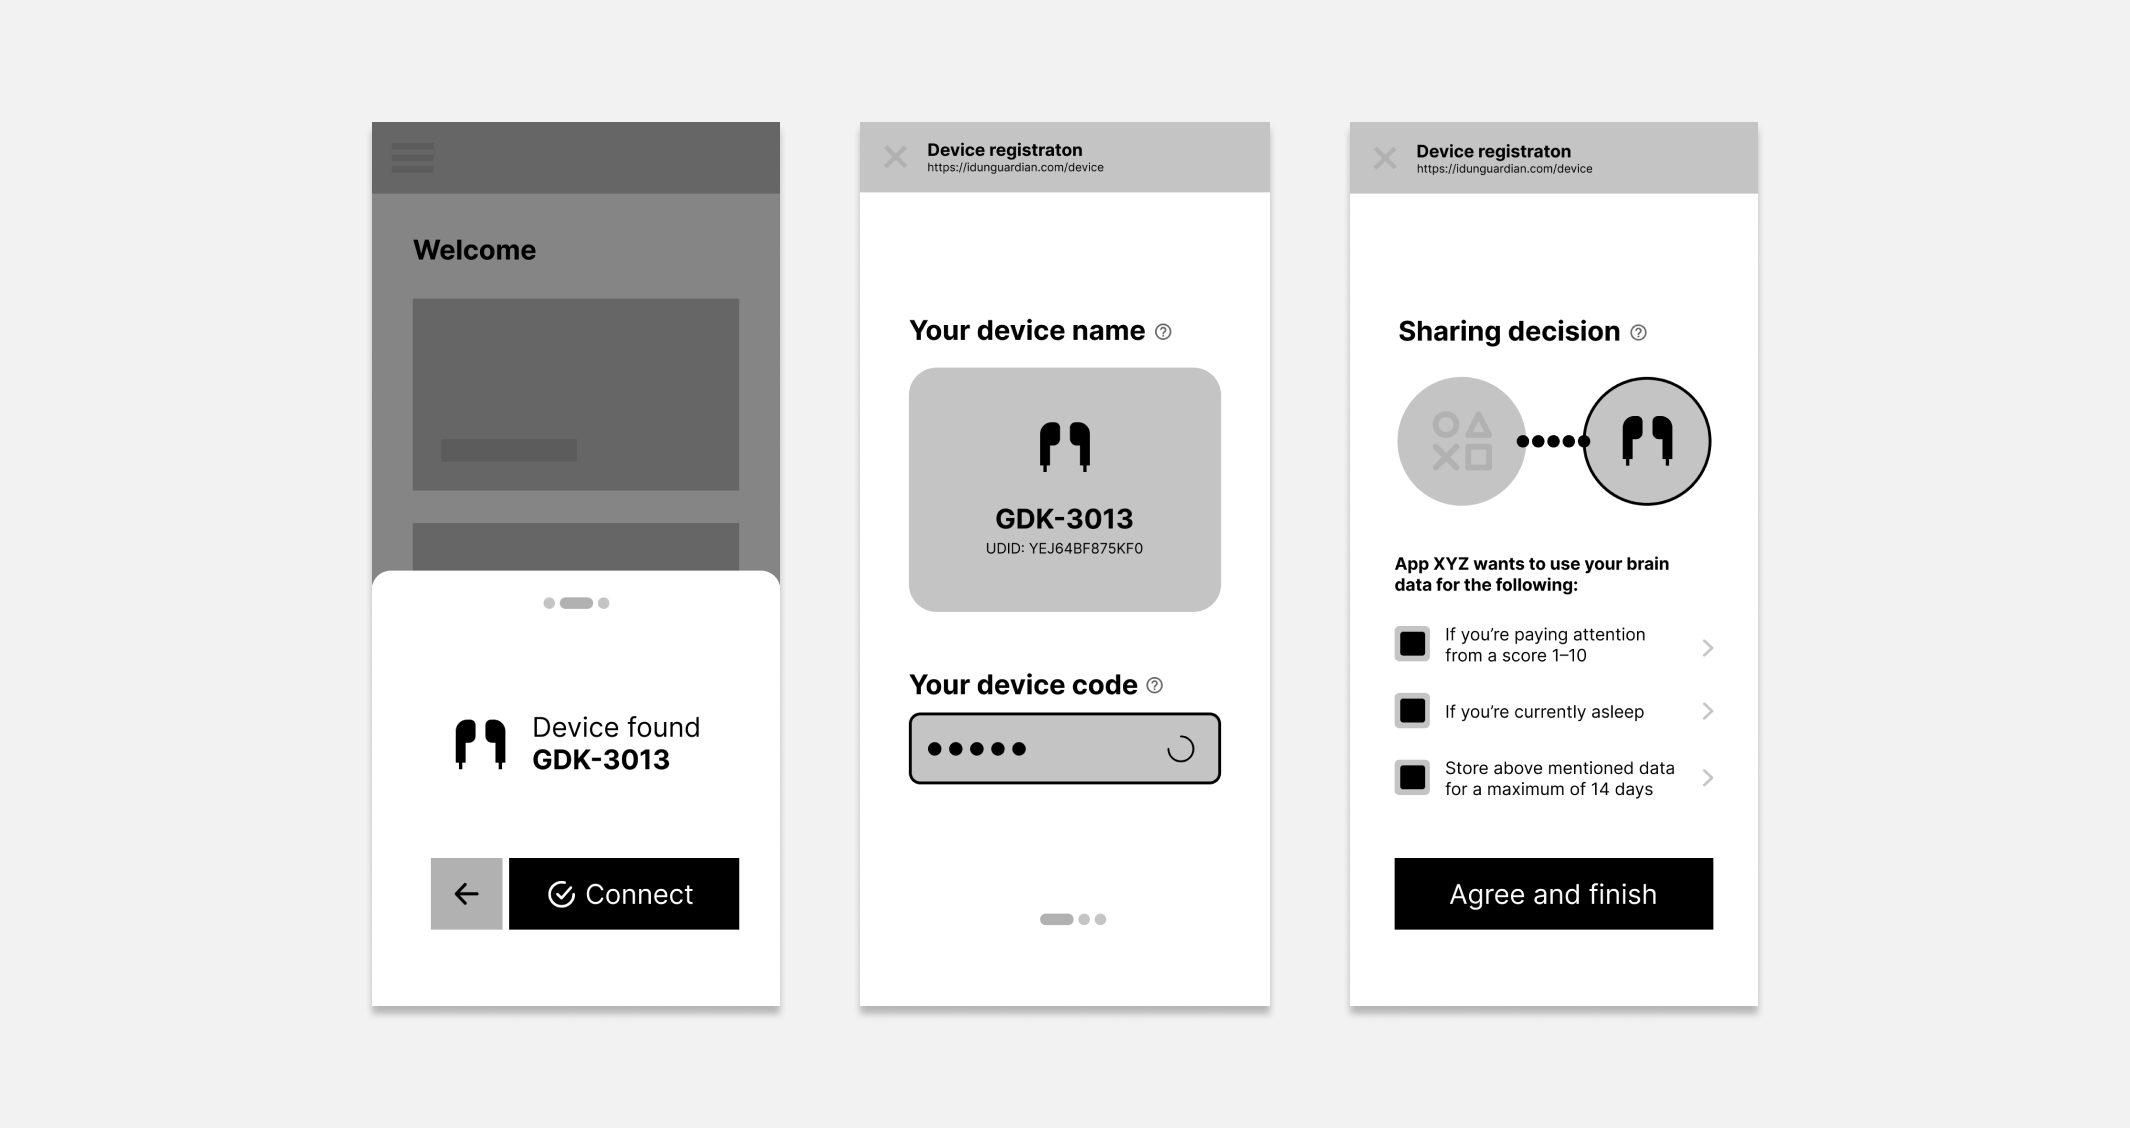 Welcome
Device found
GDK-3013
Connect
Device registraton
https://idunguardian.com/device
Your device name
GDK-3013
UDID: YEJ64BF875KF0
Your device code
Device registraton
https://idunguardian.com/device
Sharing decision
App XYZ wants to use your brain
data for the following:
If you’re paying attention
from a score 1–10
If you’re currently asleep
Store above mentioned data
for a maximum of 14 days
Agree and finish